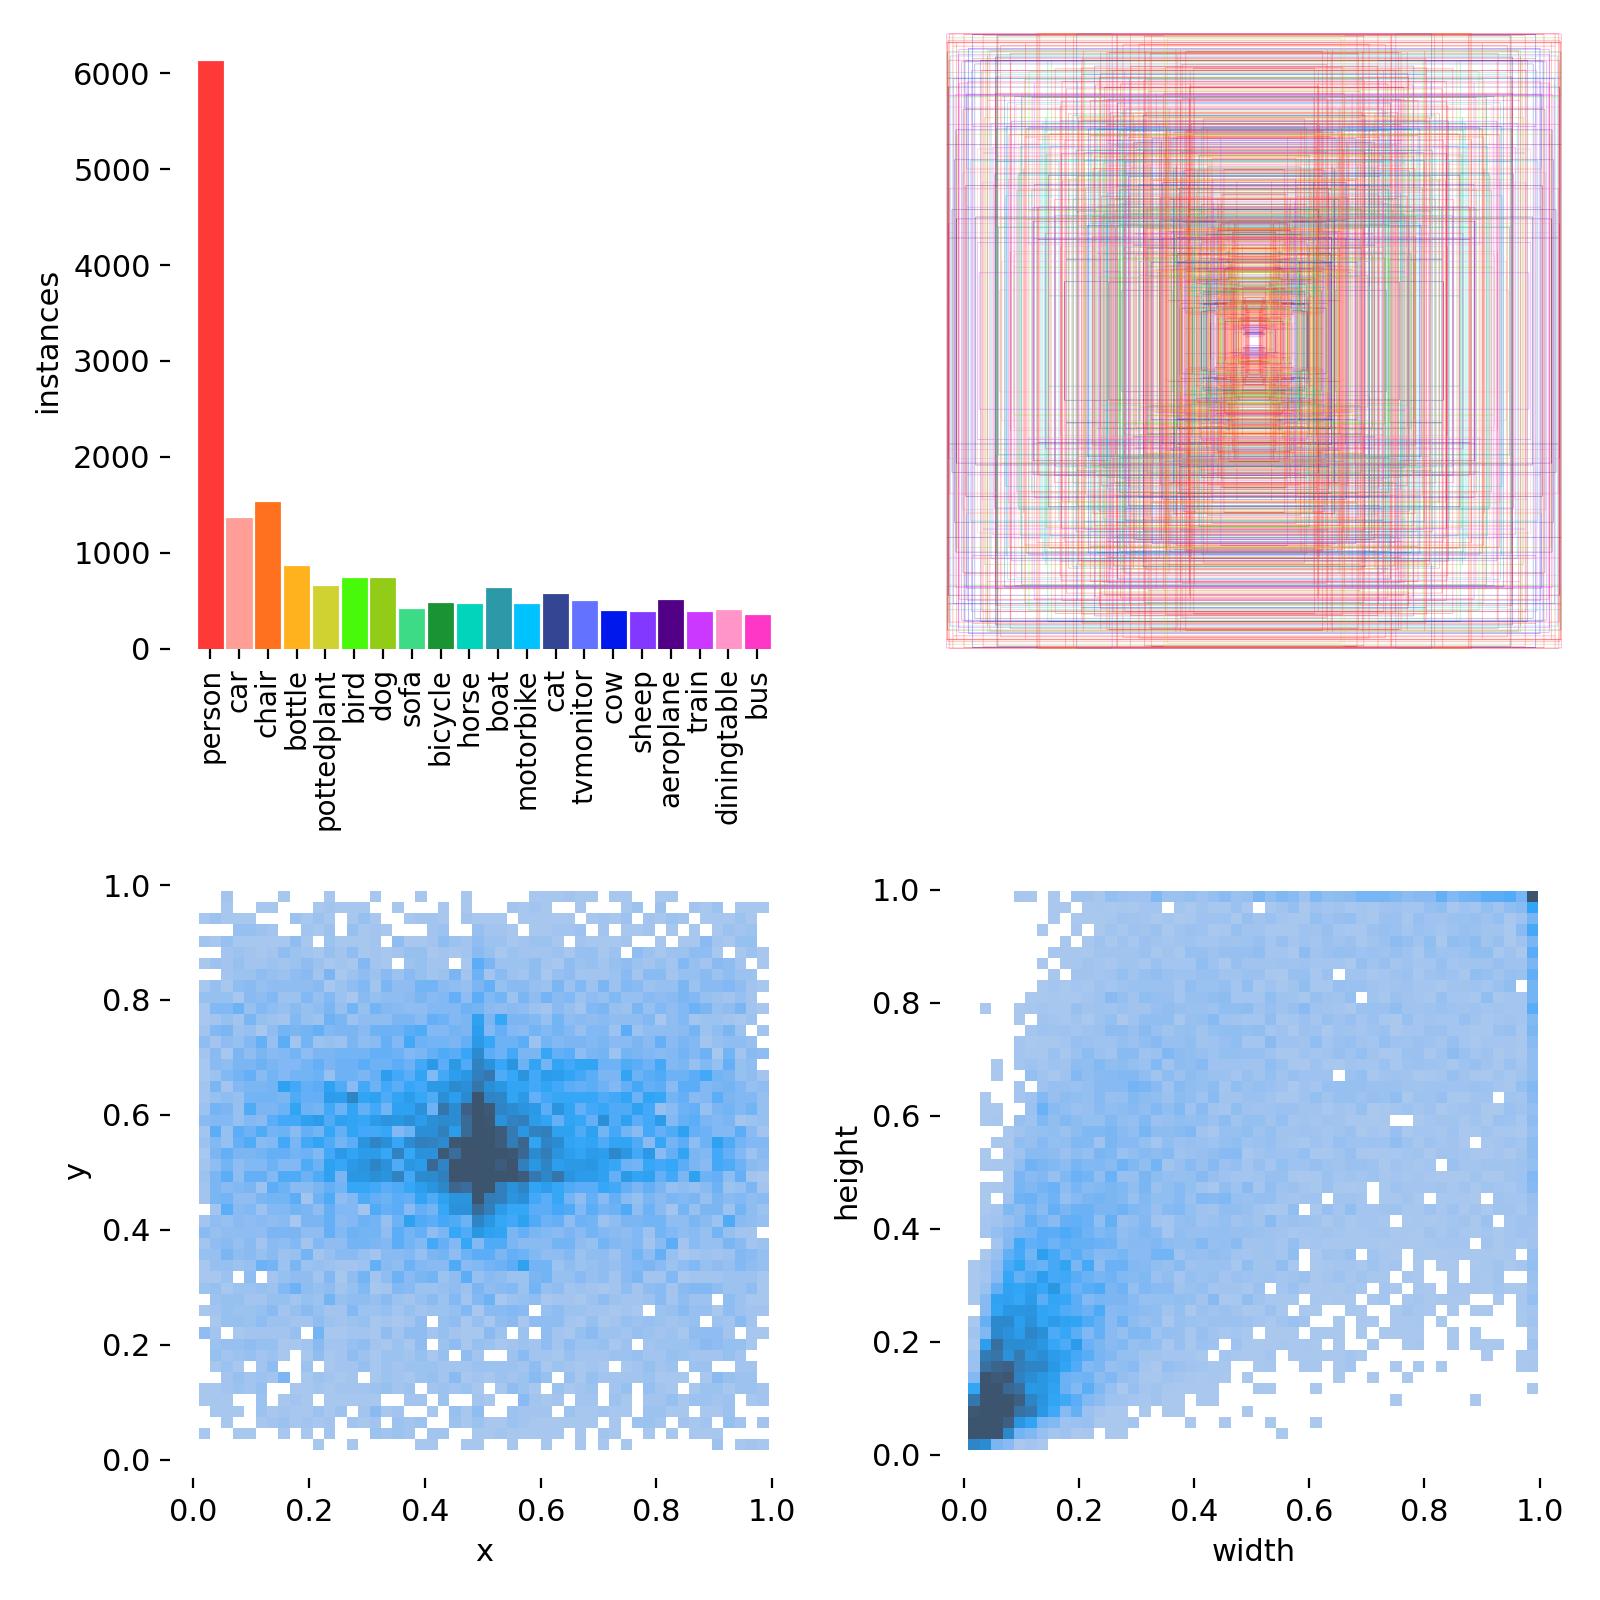 6000
5000
4000
3000
2000
1000
0
instances
person
car
chair
bottle
pottedplant
bird
dog
sofa
bicycle
horse
boat
motorbike
cat
tvmonitor
cow
sheep
aeroplane
train
diningtable
bus
1.0
0.8
0.6
0.4
0.2
0.0
y
0.0 0.2 0.4 0.6 0.8 1.0
x
1.0
0.8
0.6
0.4
0.2
0.0
height
0.0 0.2 0.4 0.6 0.8 1.0
width